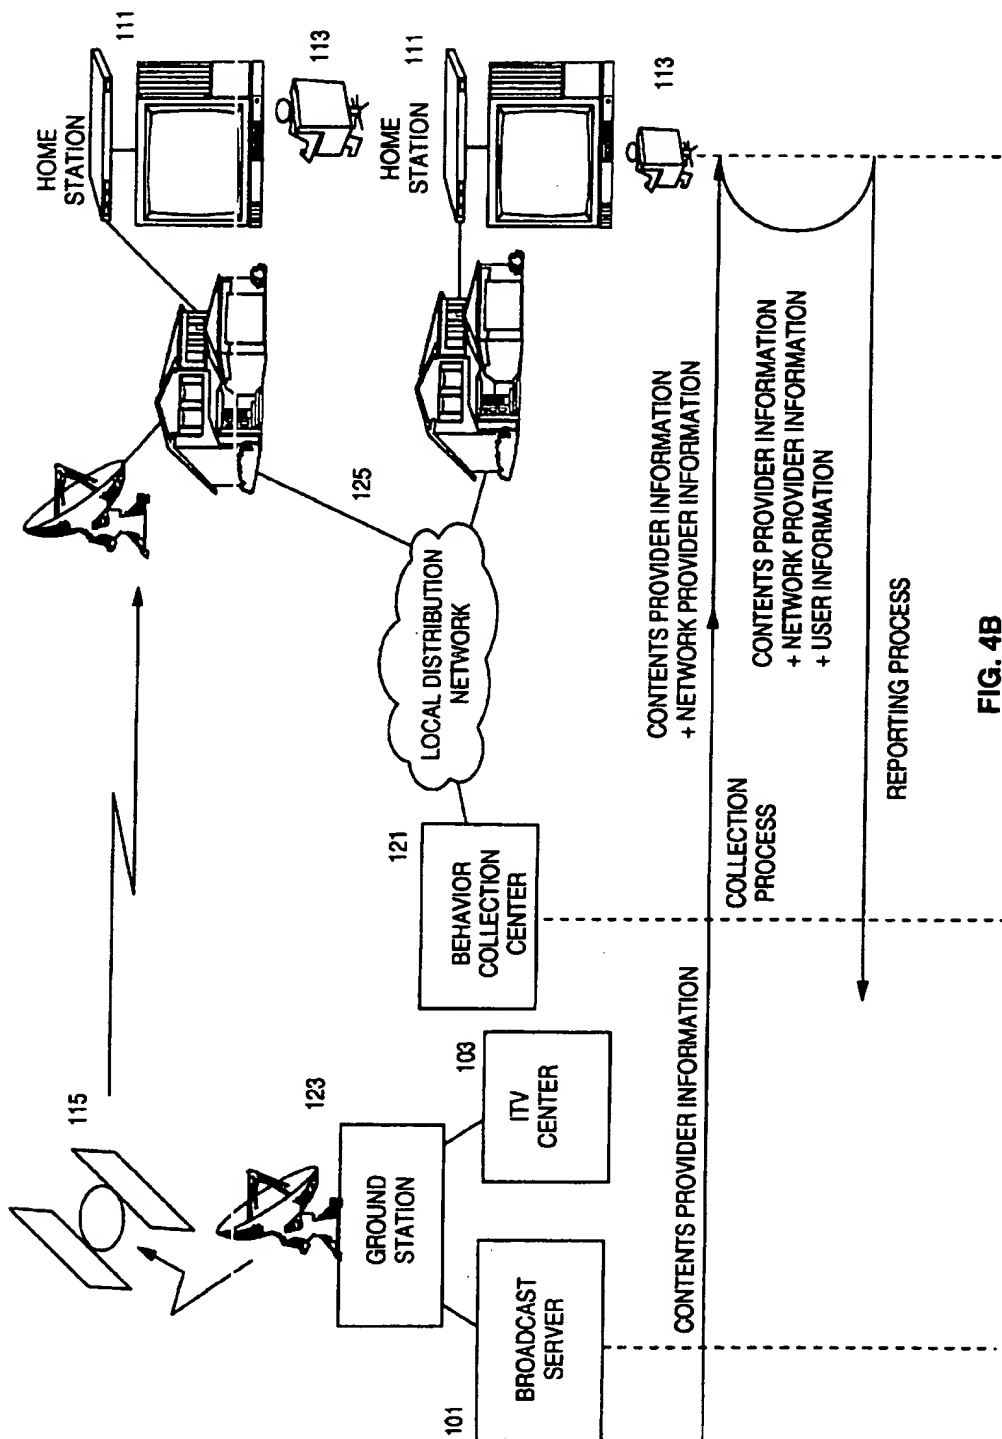 115
HOME
STATION
111
113
123
GROUND
STATION
103
ITV
CENTER
101
BROADCAST
SERVER
121
BEHAVIOR
COLLECTION
CENTER
LOCAL DISTRIBUTION
NETWORK
125
HOME
STATION
111
113
CONTENTS PROVIDER INFORMATION
COLLECTION
PROCESS
CONTENTS PROVIDER INFORMATION
+ NETWORK PROVIDER INFORMATION
CONTENTS PROVIDER INFORMATION
+ NETWORK PROVIDER INFORMATION
+ USER INFORMATION
REPORTING PROCESS
FIG. 4B